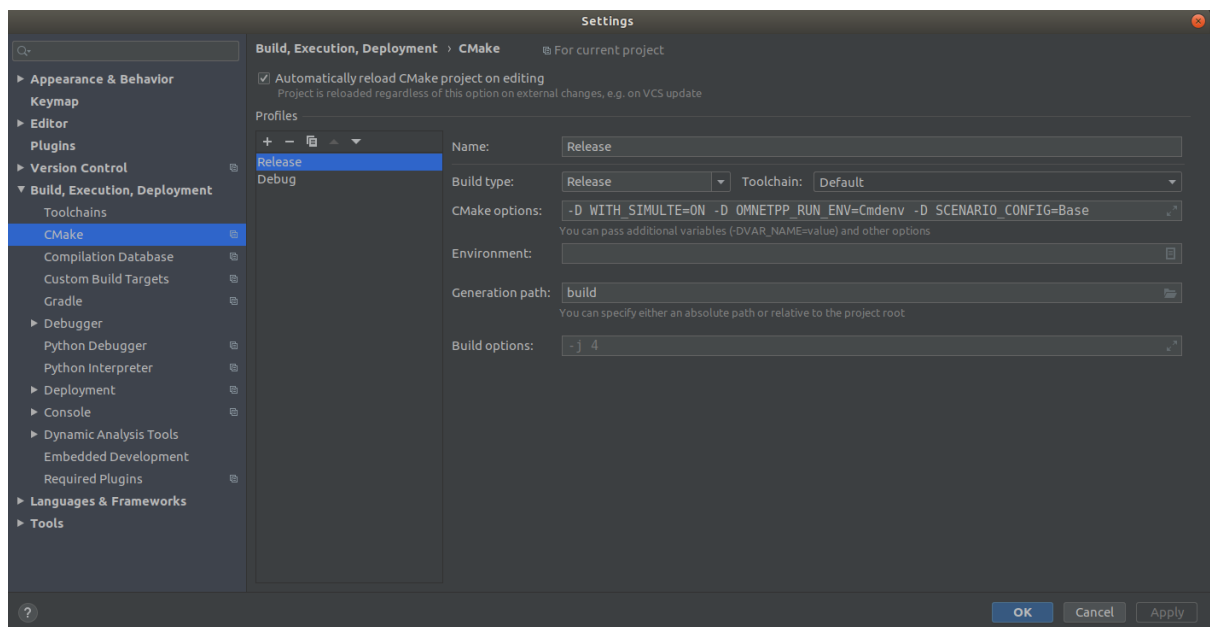 Settings
Build, Execution, Deployment › CMake For current project
Appearance & Behavior
Keymap
Editor
Plugins
Version Control
Build, Execution, Deployment
Toolchains
CMake
Compilation Database
Custom Build Targets
Gradle
Debugger
Python Debugger
Python Interpreter
Deployment
Console
Dynamic Analysis Tools
Embedded Development
Required Plugins
Languages & Frameworks
Tools
Automatically reload CMake project on editing
Project is reloaded regardless of this option on external changes, e.g. on VCS update
Profiles
Release
Debug
Name: Release
Build type: Release Toolchain: Default
CMake options: -D WITH_SIMULTE=ON -D OMNETPP_RUN_ENV=Cmdenv -D SCENARIO_CONFIG=Base
You can pass additional variables (-DVAR_NAME=value) and other options
Environment:
Generation path: build
You can specify either an absolute path or relative to the project root
Build options: -j 4
? OK Cancel Apply